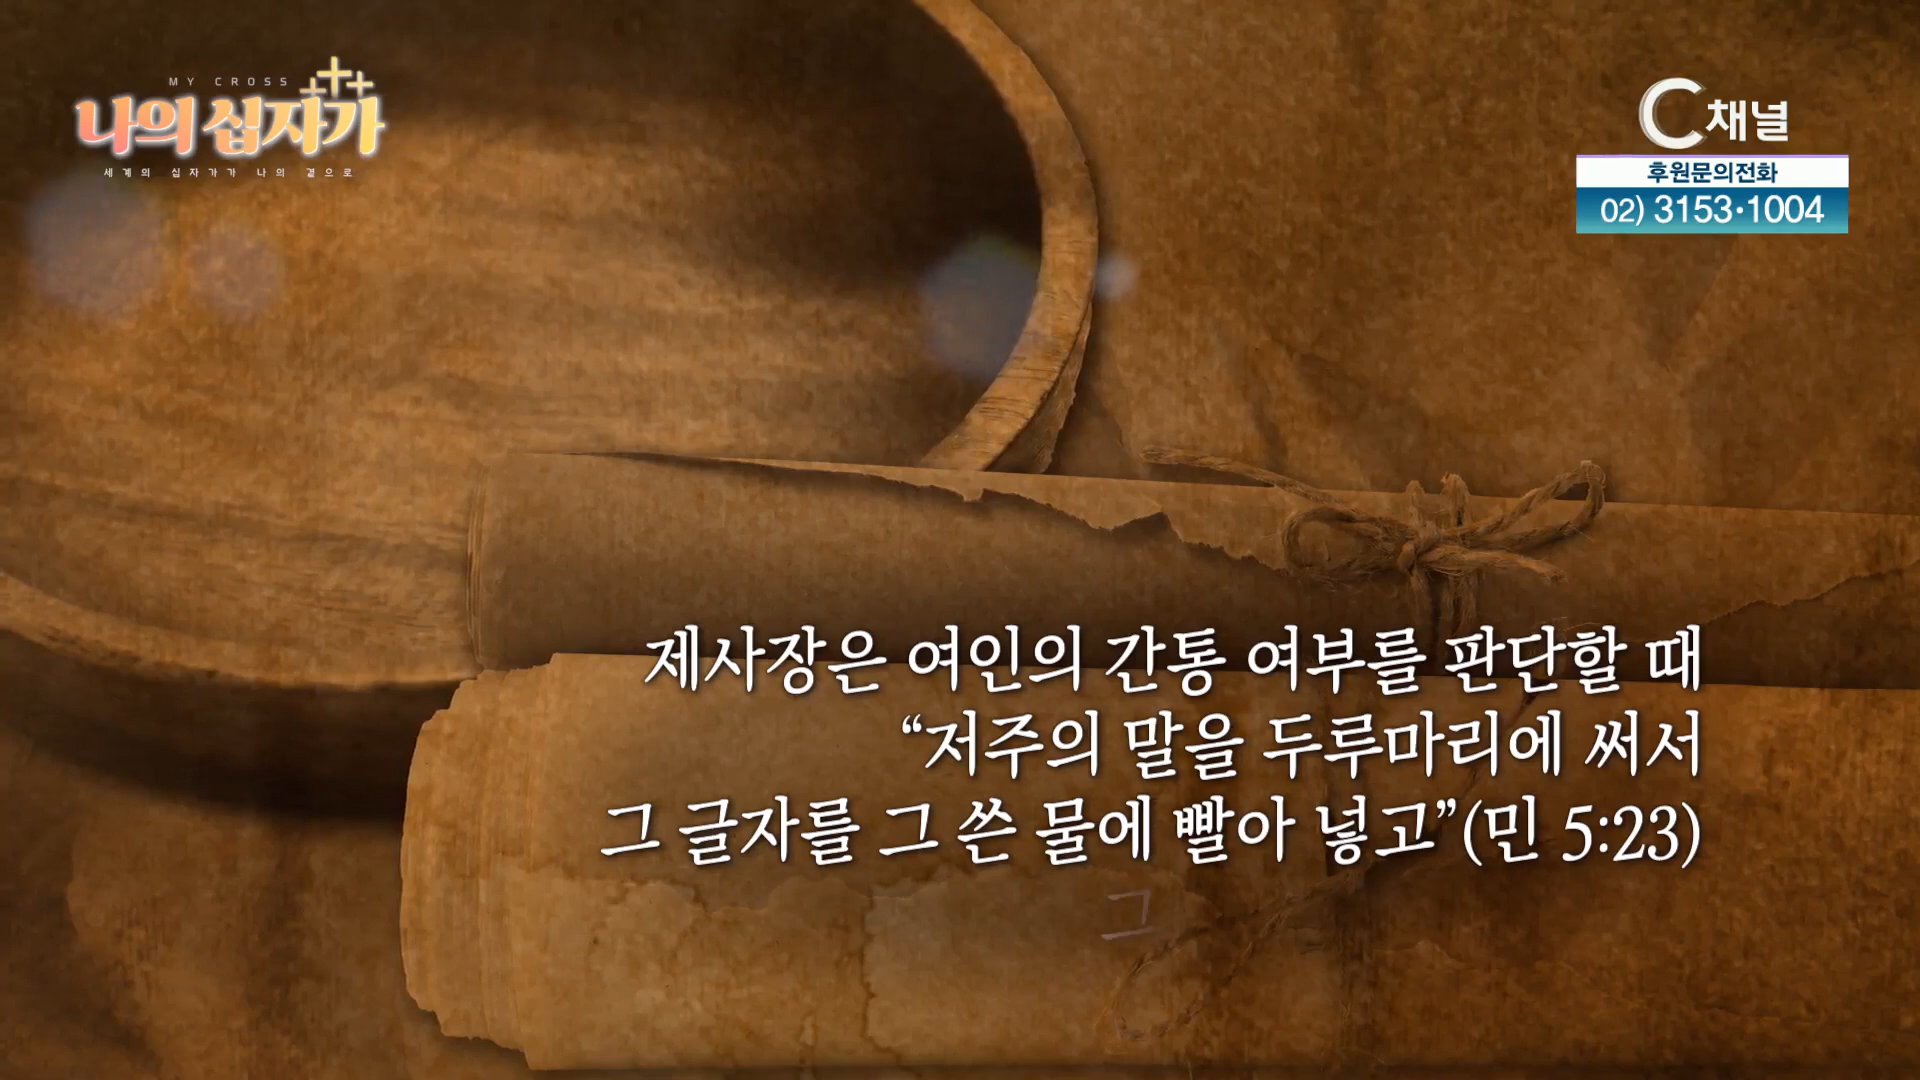 MY CROSS
나의 십자가
세계의 십자가가 나의 곁으로
C채널
후원문의전화
02) 3153·1004
제사장은 여인의 간통 여부를 판단할 때
“저주의 말을 두루마리에 써서
그 글자를 그 쓴 물에 빨아 넣고”(민 5:23)
그